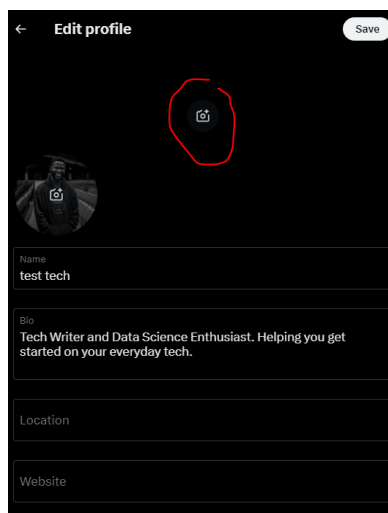 Edit profile
Save
Name
test tech
Bio
Tech Writer and Data Science Enthusiast. Helping you get
started on your everyday tech.
Location
Website